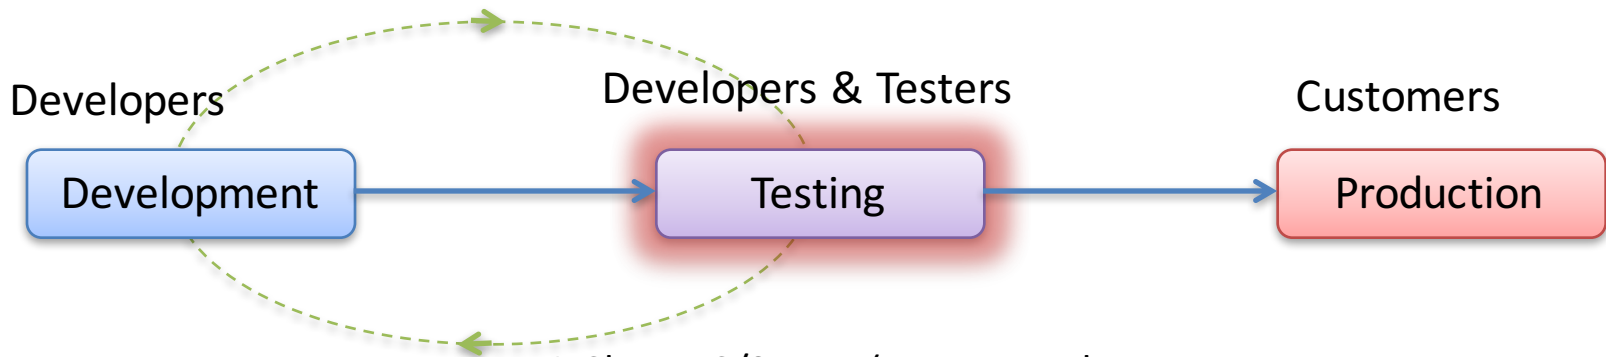 Developers
Developers & Testers
Customers
Development
Testing
Production